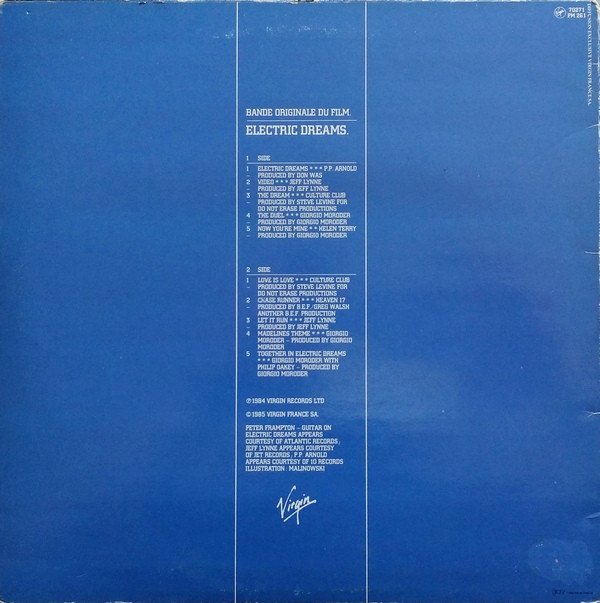 70271
PM 261
DIFFUSION EXCLUSIVE VIRGIN FRANCE SA.
BANDE ORIGINALE DU FILM.
ELECTRIC DREAMS.
1 SIDE
1 ELECTRIC DREAMS * * * P.P. ARNOLD
– PRODUCED BY DON WAS
2 VIDEO * * * JEFF LYNNE
– PRODUCED BY JEFF LYNNE
3 THE DREAM * * * CULTURE CLUB
– PRODUCED BY STEVE LEVINE FOR
DO NOT ERASE PRODUCTIONS
4 THE DUEL * * * GIORGIO MORODER
– PRODUCED BY GIORGIO MORODER
5 NOW YOU'RE MINE * * HELEN TERRY
– PRODUCED BY GIORGIO MORODER
2 SIDE
1 LOVE IS LOVE * * * CULTURE CLUB
– PRODUCED BY STEVE LEVINE FOR
DO NOT ERASE PRODUCTIONS
2 CHASE RUNNER * * * HEAVEN 17
– PRODUCED BY B.E.F./GREG WALSH
ANOTHER B.E.F. PRODUCTION
3 LET IT RUN * * * JEFF LYNNE
– PRODUCED BY JEFF LYNNE
4 MADELINES THEME * * * GIORGIO
MORODER – PRODUCED BY GIORGIO
MORODER
5 TOGETHER IN ELECTRIC DREAMS
* * * GIORGIO MORODER WITH
PHILIP OAKEY – PRODUCED BY
GIORGIO MORODER
℗ 1984 VIRGIN RECORDS LTD
© 1985 VIRGIN FRANCE SA.
PETER FRAMPTON – GUITAR ON
ELECTRIC DREAMS APPEARS
COURTESY OF ATLANTIC RECORDS;
JEFF LYNNE APPEARS COURTESY
OF JET RECORDS; P.P. ARNOLD
APPEARS COURTESY OF 10 RECORDS
ILLUSTRATION: MALINOWSKI
Virgin